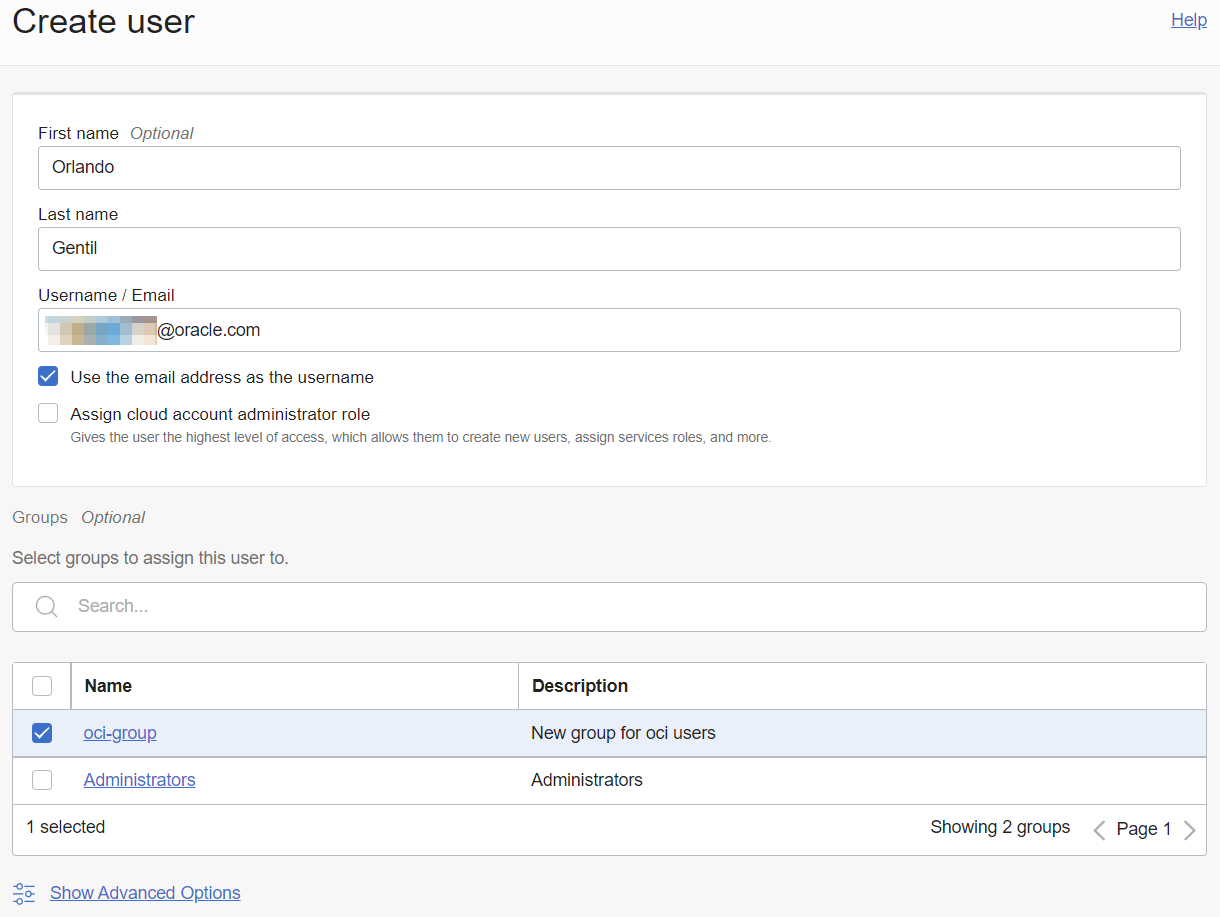 Create user
Help
First name Optional
Orlando
Last name
Gentil
Username / Email
@oracle.com
Use the email address as the username
Assign cloud account administrator role
Gives the user the highest level of access, which allows them to create new users, assign services roles, and more.
Groups Optional
Select groups to assign this user to.
Search...
Name Description
oci-group New group for oci users
Administrators Administrators
1 selected Showing 2 groups Page 1
Show Advanced Options